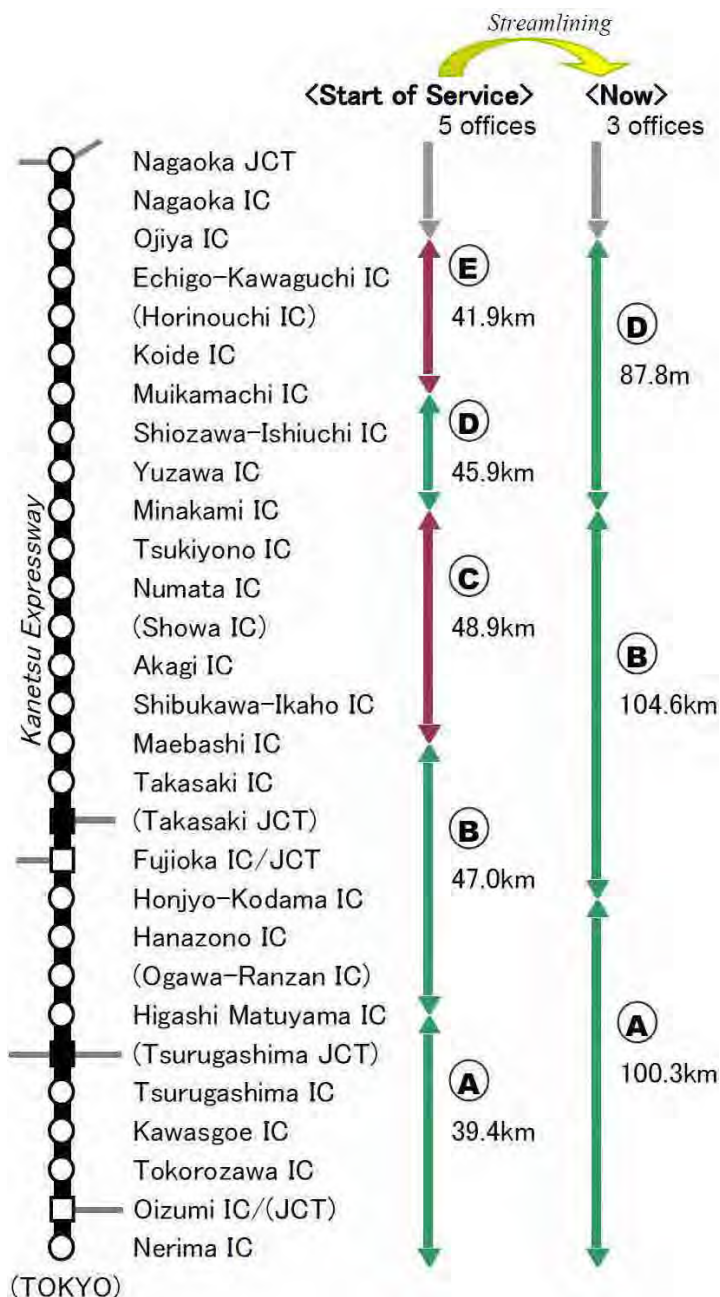 Streamlining
<Start of Service> <Now>
5 offices 3 offices
Nagaoka JCT
Nagaoka IC
Ojiya IC
Echigo-Kawaguchi IC
E
(Horinouchi IC)
41.9km
D
Koide IC
87.8m
Muikamachi IC
Shiozawa-Ishiuchi IC
D
Yuzawa IC
45.9km
Minakami IC
Tsukiyono IC
Numata IC
C
(Showa IC)
48.9km
Akagi IC
B
Shibukawa-Ikaho IC
104.6km
Maebashi IC
Takasaki IC
(Takasaki JCT)
B
Fujioka IC/JCT
47.0km
Honjyo-Kodama IC
Hanazono IC
(Ogawa-Ranzan IC)
Higashi Matuyama IC
A
(Tsurugashima JCT)
100.3km
Tsurugashima IC
A
Kawasgoe IC
39.4km
Tokorozawa IC
Oizumi IC/(JCT)
Nerima IC
(TOKYO)
Kanetsu Expressway